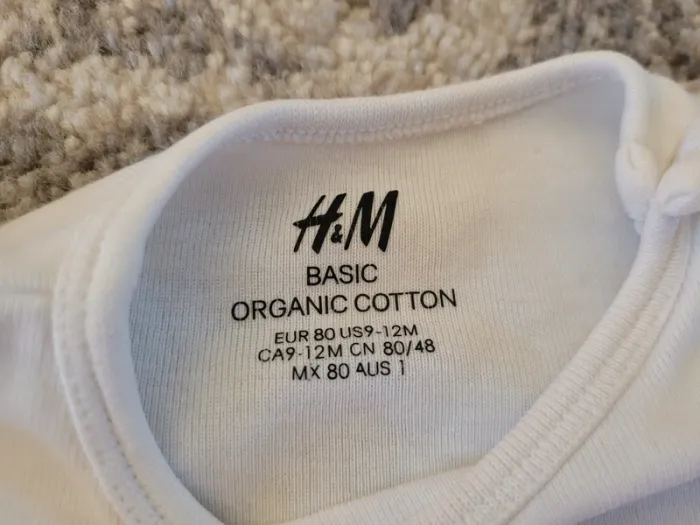 H&M
BASIC
ORGANIC COTTON
EUR 80 US9-12M
CA9-12M CN 80/48
MX 80 AUS 1